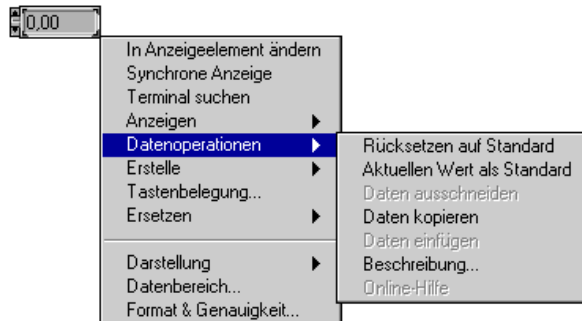 0,00
In Anzeigeelement ändern
Synchrone Anzeige
Terminal suchen
Anzeigen
Datenoperationen
Erstelle
Tastenbelegung...
Ersetzen
Darstellung
Datenbereich...
Format & Genauigkeit...
Rücksetzen auf Standard
Aktuellen Wert als Standard
Daten ausschneiden
Daten kopieren
Daten einfügen
Beschreibung...
Online-Hilfe